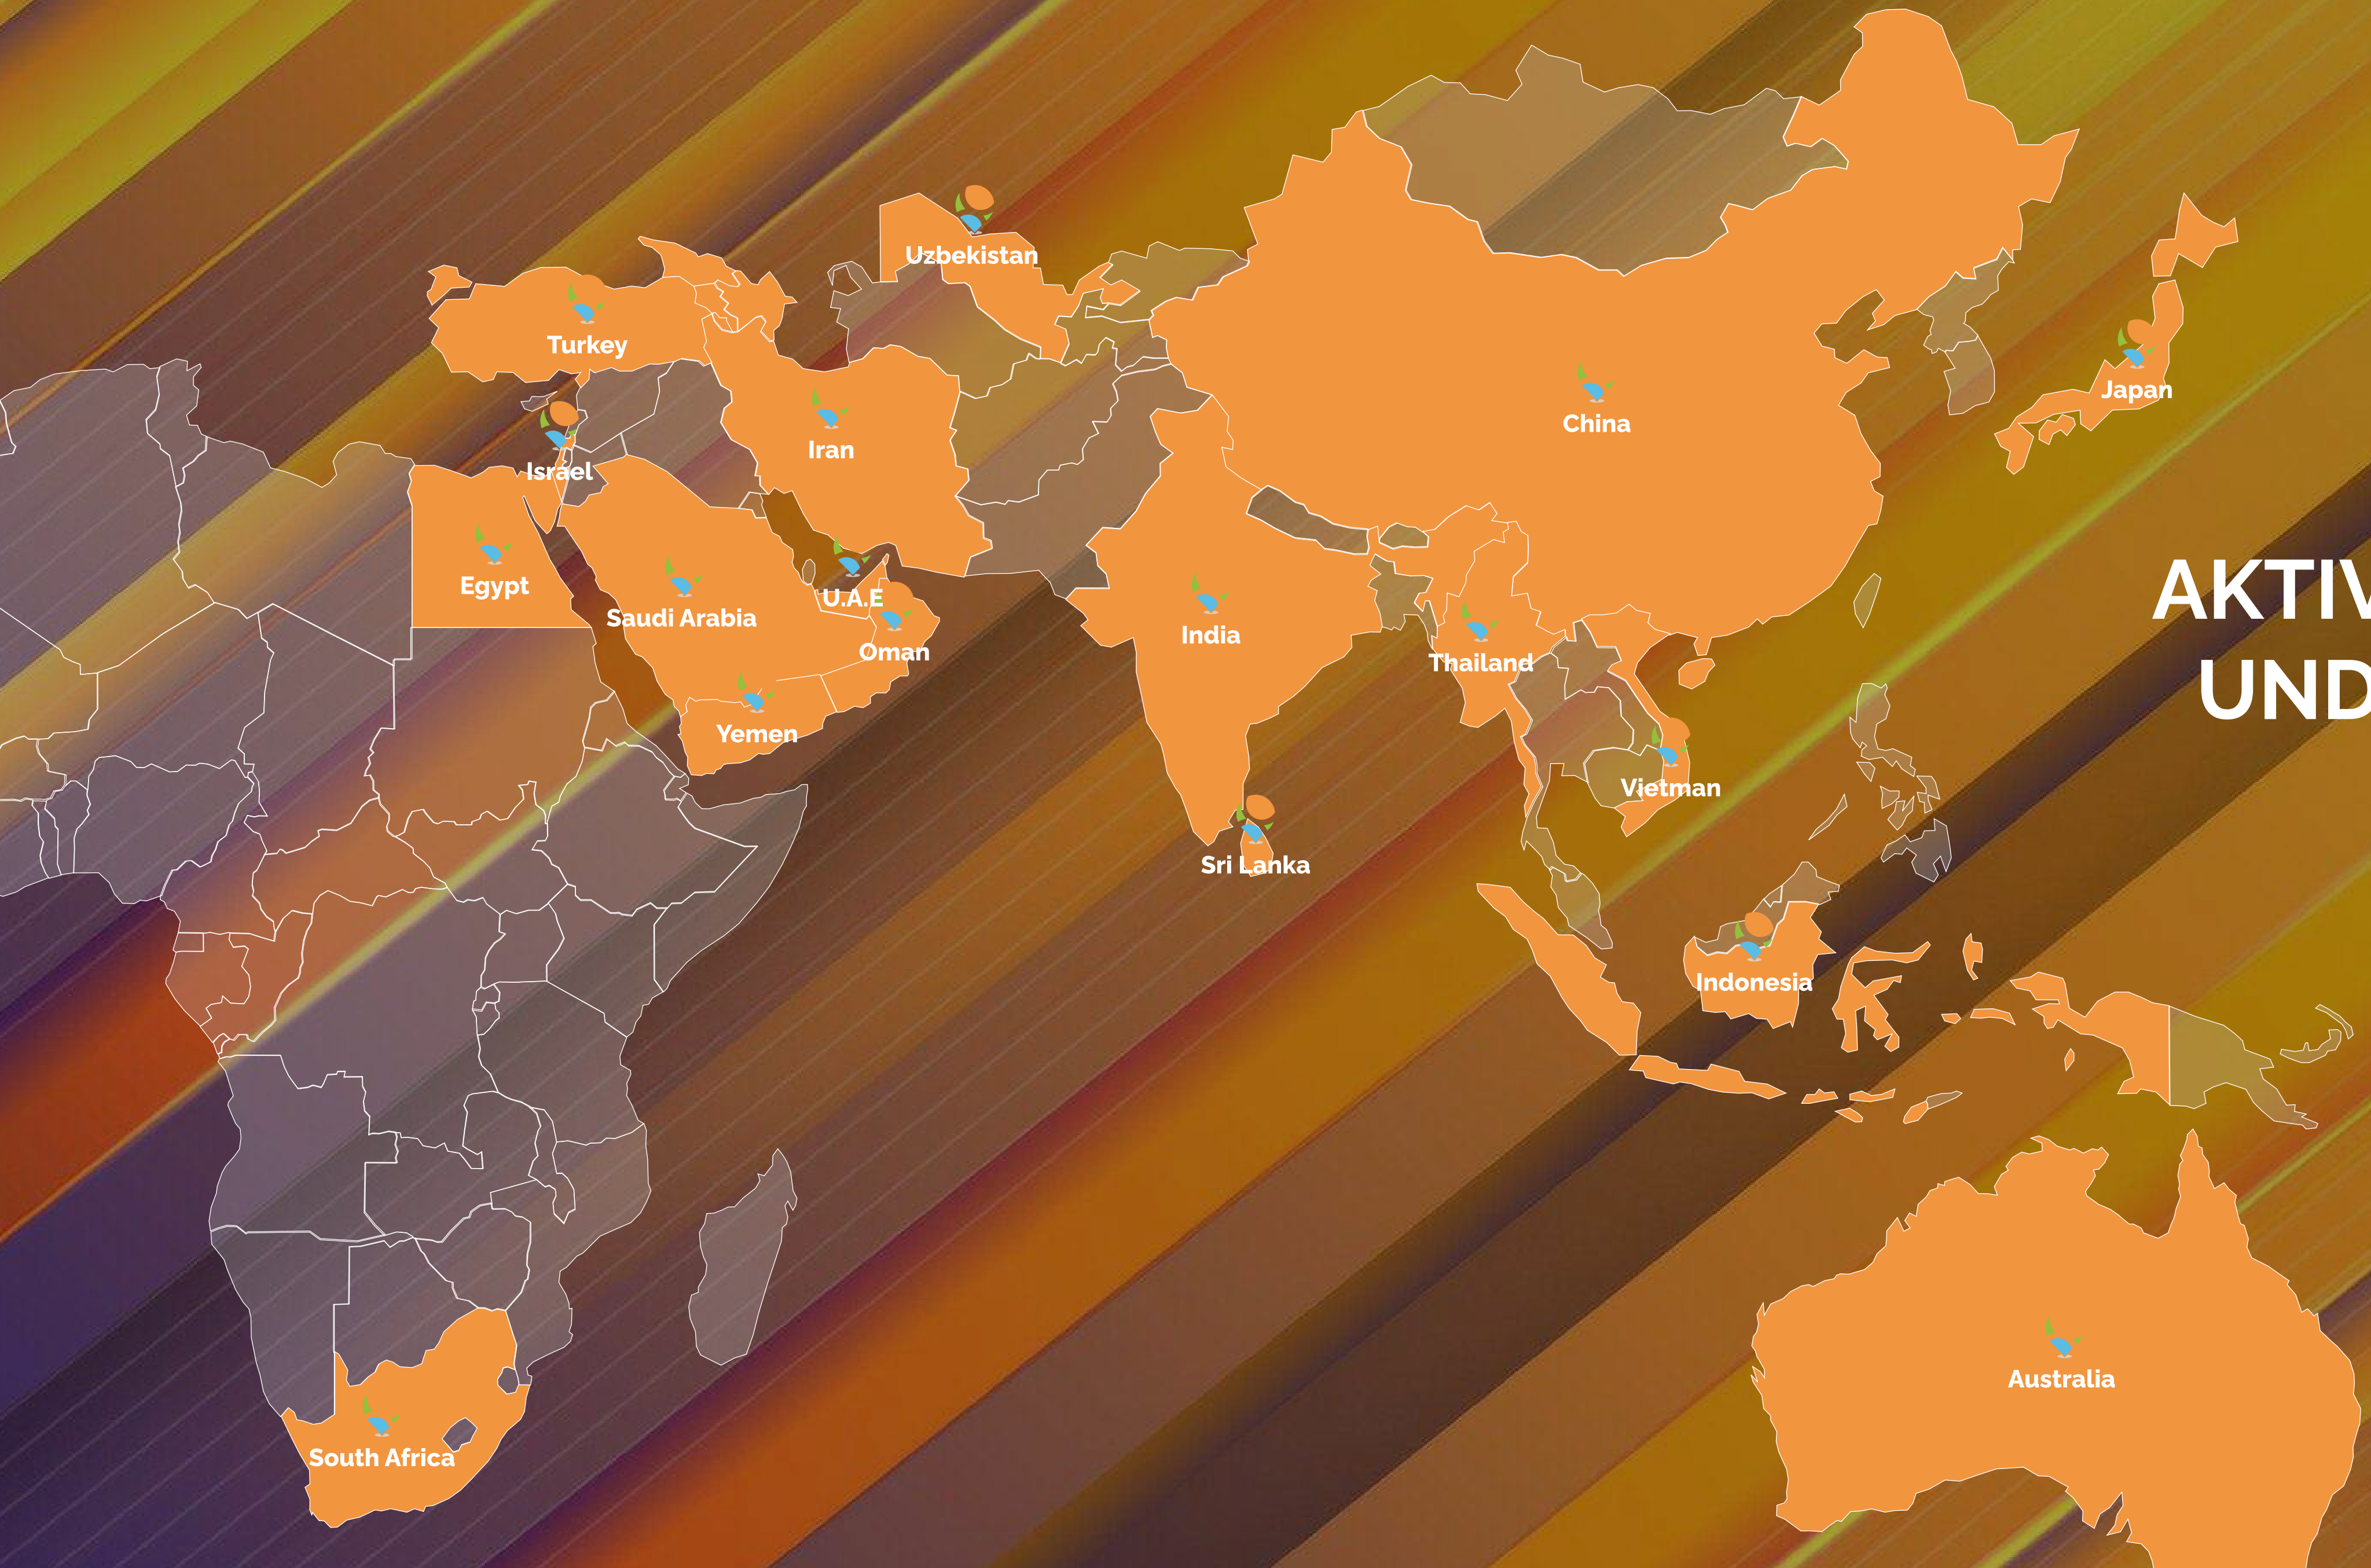 Uzbekistan
Turkey
Japan
China
Iran
Israel
Egypt
U.A.E
Saudi Arabia
India
Oman
Thailand
Yemen
Vietman
Sri Lanka
Indonesia
Australia
South Africa
AKTIV
UND